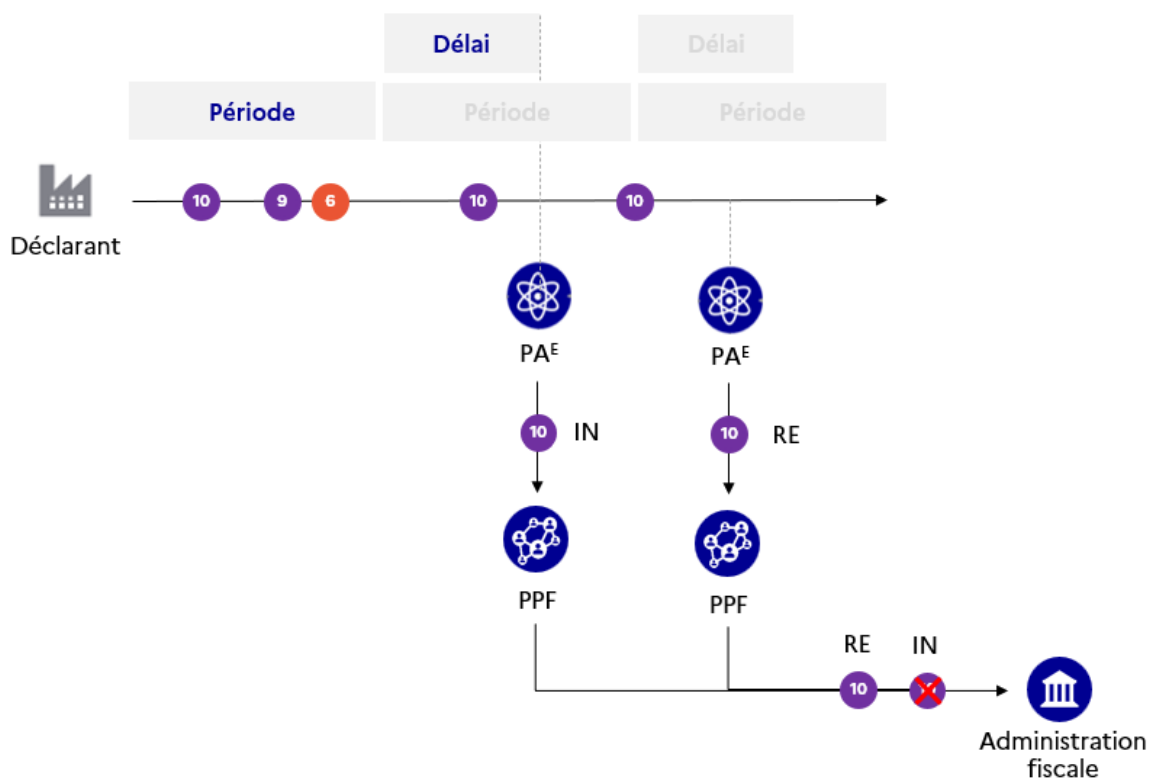 Délai
Délai
Période
Période
Période
10
9
6
10
10
Déclarant
PAᴱ
PAᴱ
10
IN
10
RE
PPF
PPF
RE
IN
10
Administration
fiscale